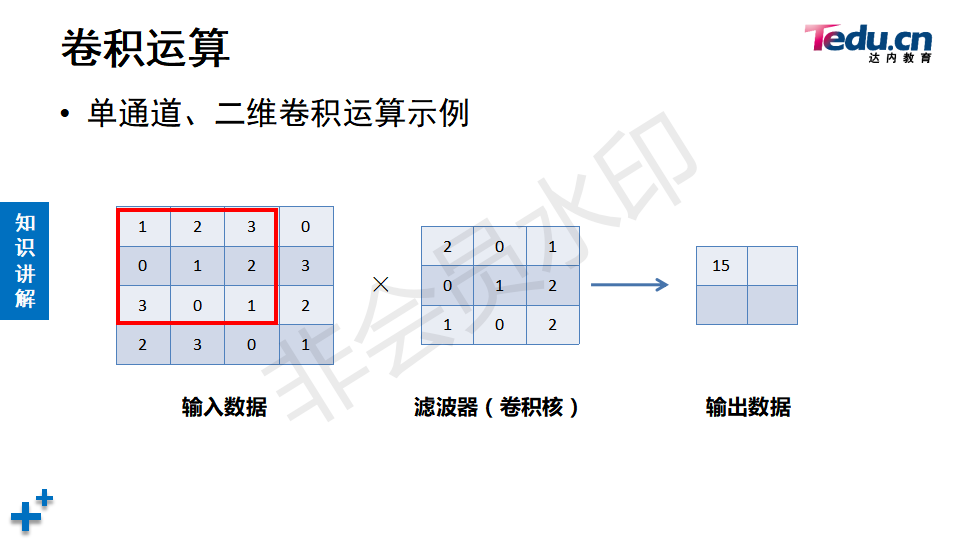 卷积运算
Tedu.cn
达内教育
• 单通道、二维卷积运算示例
知识讲解
1 2 3 0
0 1 2 3
3 0 1 2
2 3 0 1
×
2 0 1
0 1 2
1 0 2
15
输入数据
滤波器(卷积核)
输出数据
非会员水印